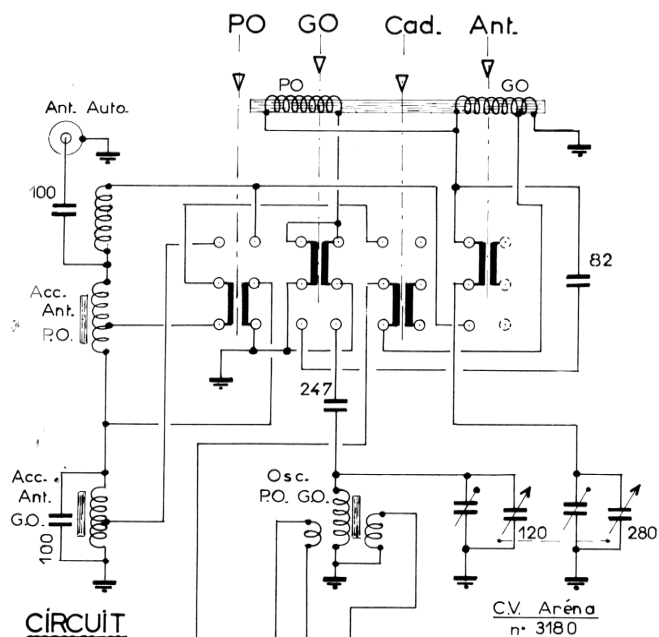 PO GO Cad. Ant.
PO GO
Ant. Auto.
100
82
Acc.
Ant.
P.O.
247
Acc.
Ant.
G.O.
100
Osc.
P.O. G.O.
120 280
CIRCUIT
C.V. Aréna
n° 3180